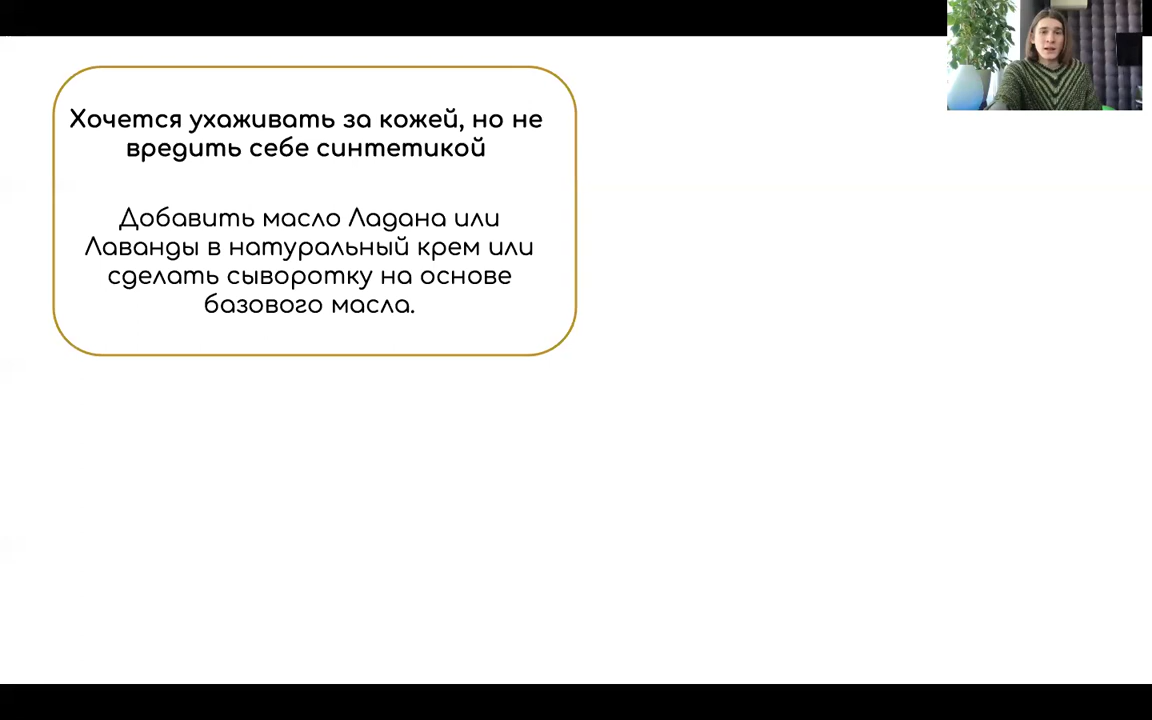 Хочется ухаживать за кожей, но не
вредить себе синтетикой
Добавить масло Ладана или
Лаванды в натуральный крем или
сделать сыворотку на основе
базового масла.